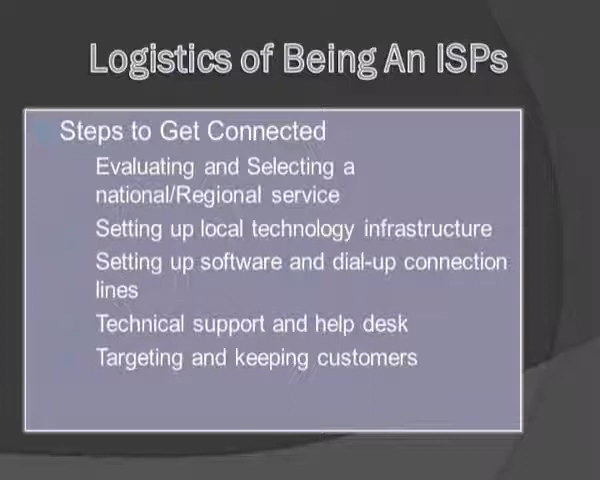 Logistics of Being An ISPs
Steps to Get Connected
Evaluating and Selecting a
national/Regional service
Setting up local technology infrastructure
Setting up software and dial-up connection
lines
Technical support and help desk
Targeting and keeping customers